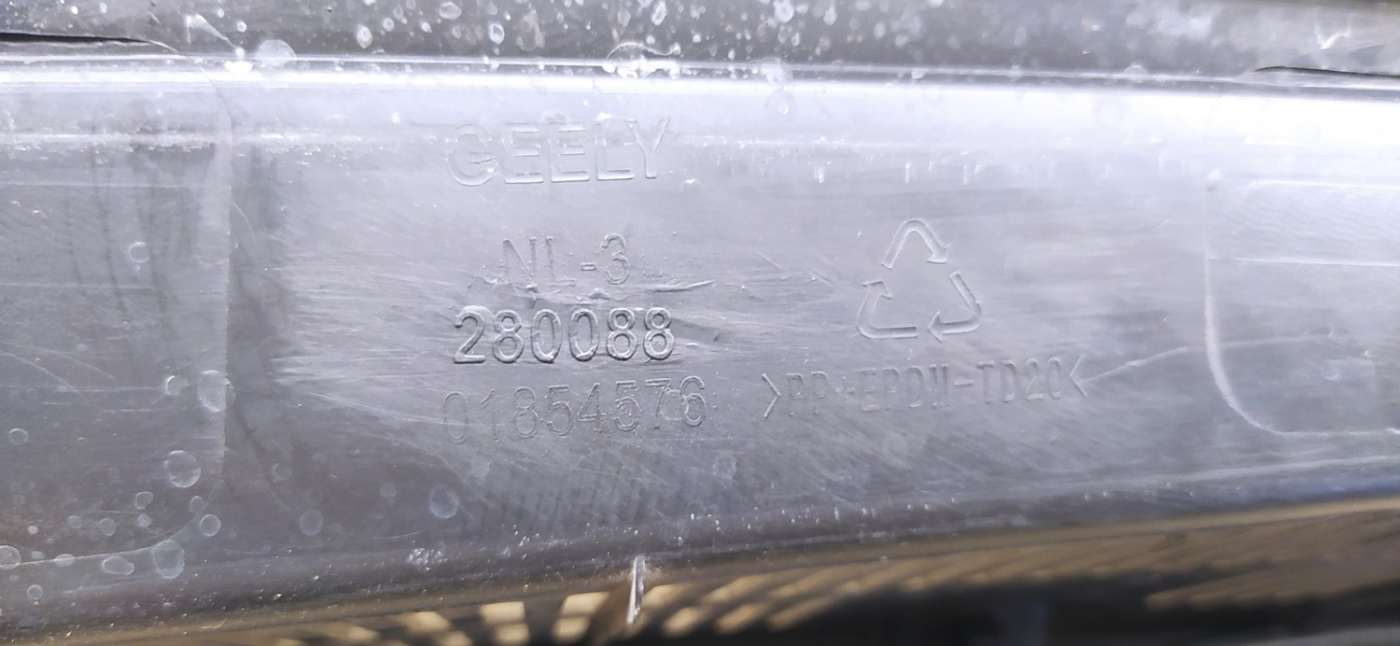 GEELY
NL-3
280088
01854576
>PP+EPDM-TD20<